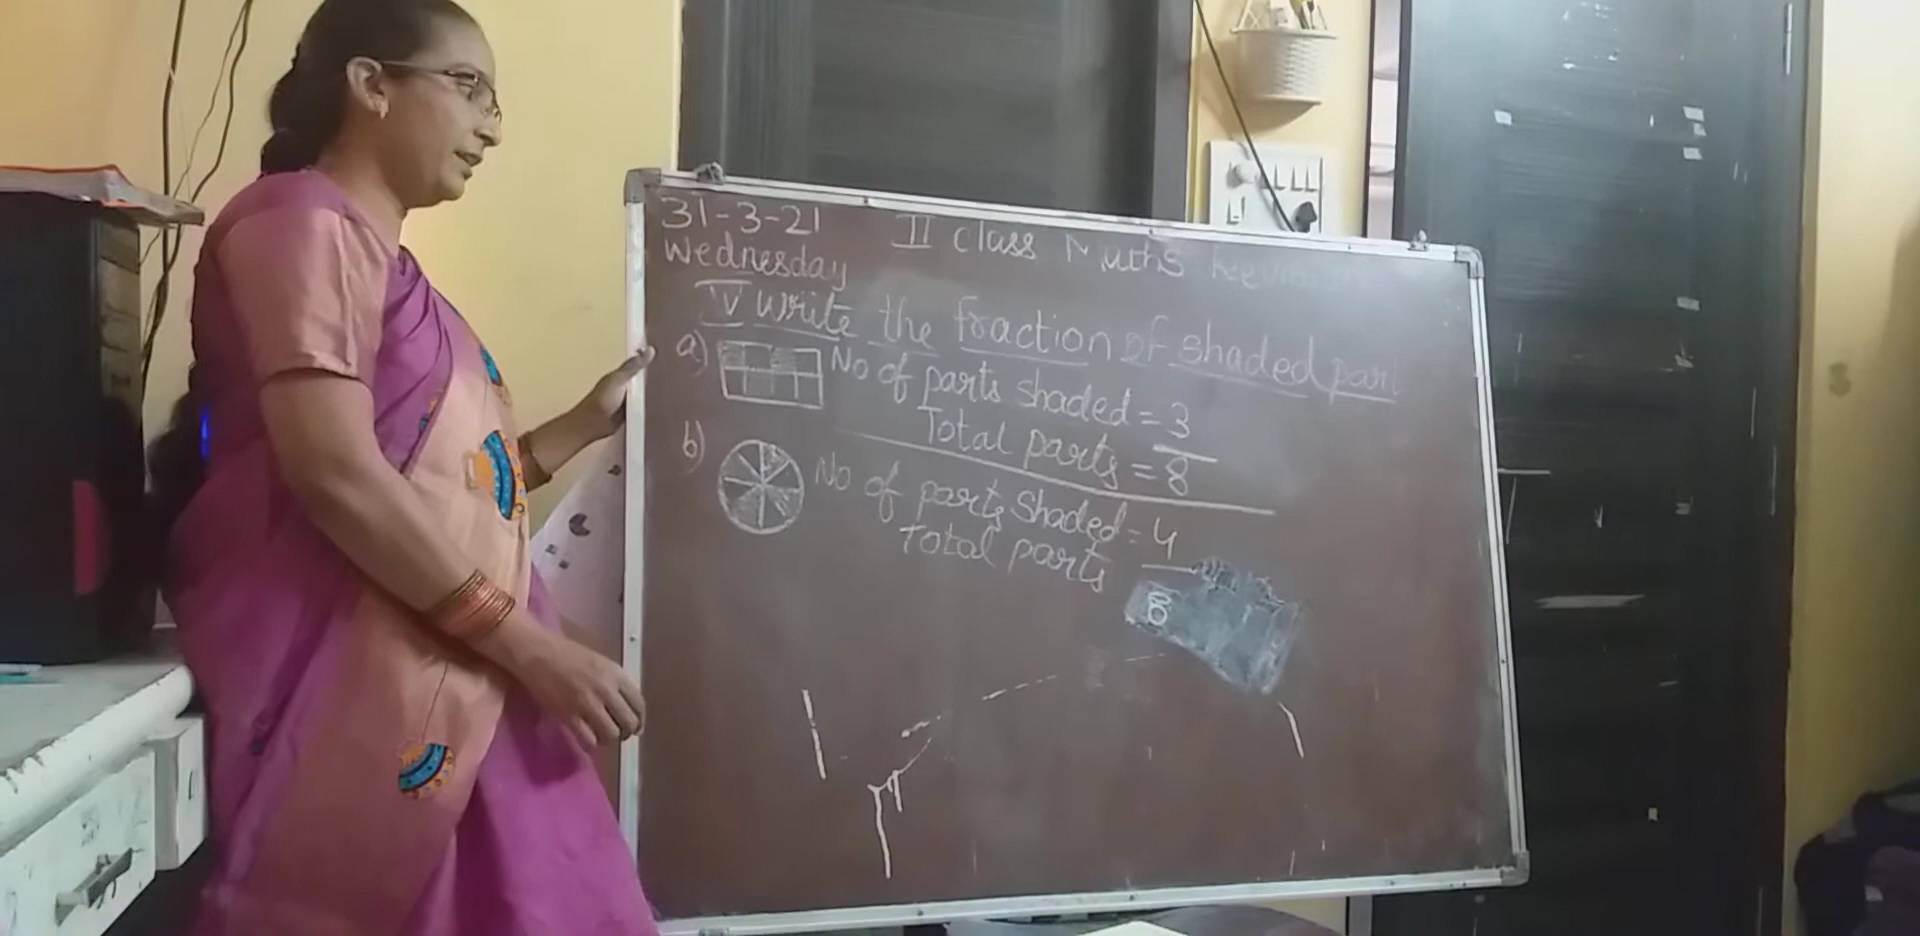 31-3-21 II class Maths Revision
Wednesday
IV Write the fraction of shaded part
a) No of parts shaded = 3
Total parts = 8
b) No of parts Shaded = 4
Total parts 8